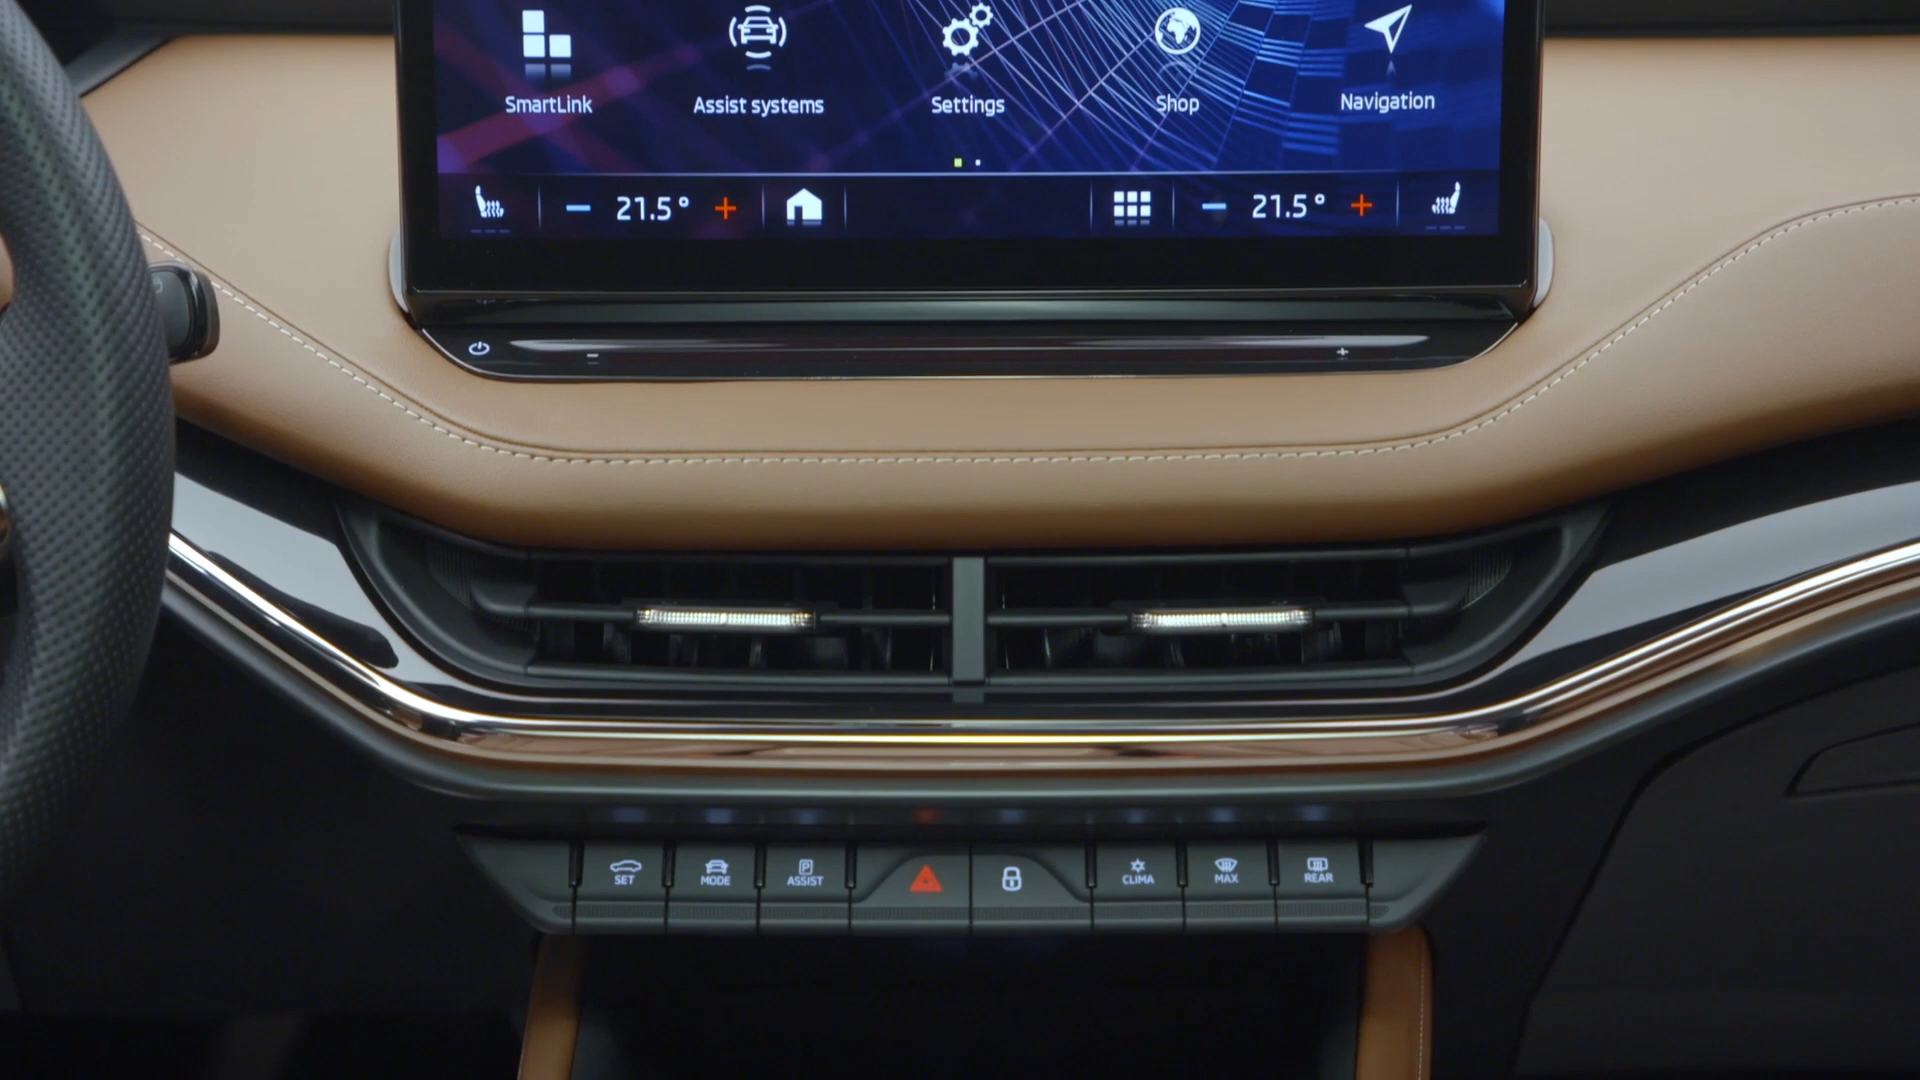 SmartLink
Assist systems
Settings
Shop
Navigation
− 21.5° +
− 21.5° +
− +
SET
MODE
P
ASSIST
CLIMA
MAX
REAR